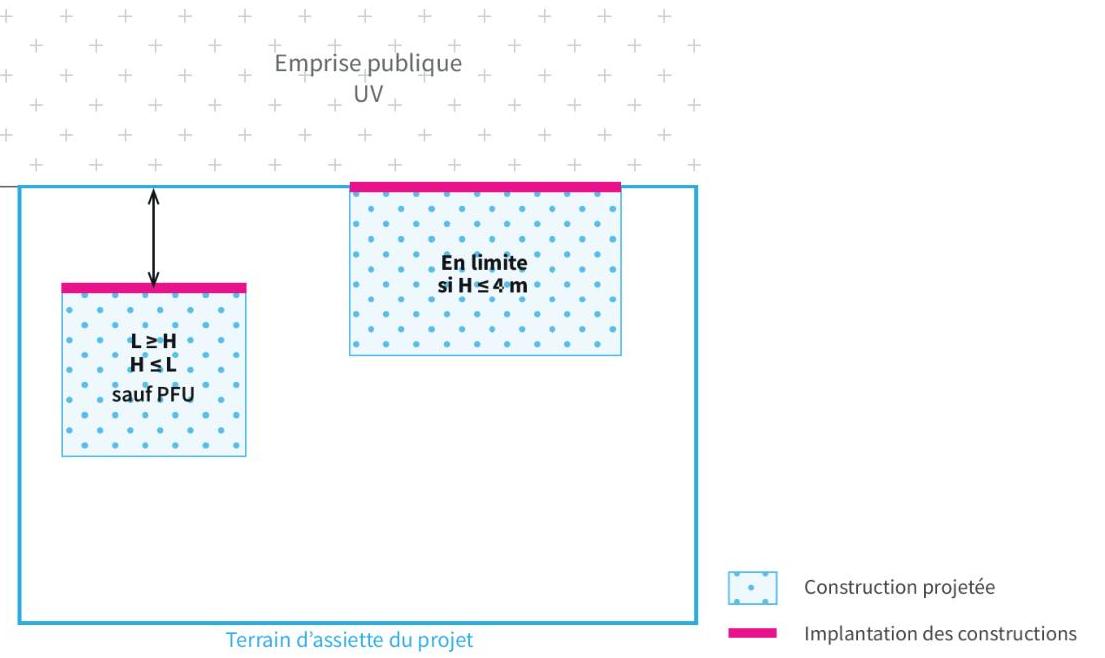 Emprise publique
UV
En limite
si H ≤ 4 m
L ≥ H
H ≤ L
sauf PFU
Construction projetée
Implantation des constructions
Terrain d’assiette du projet